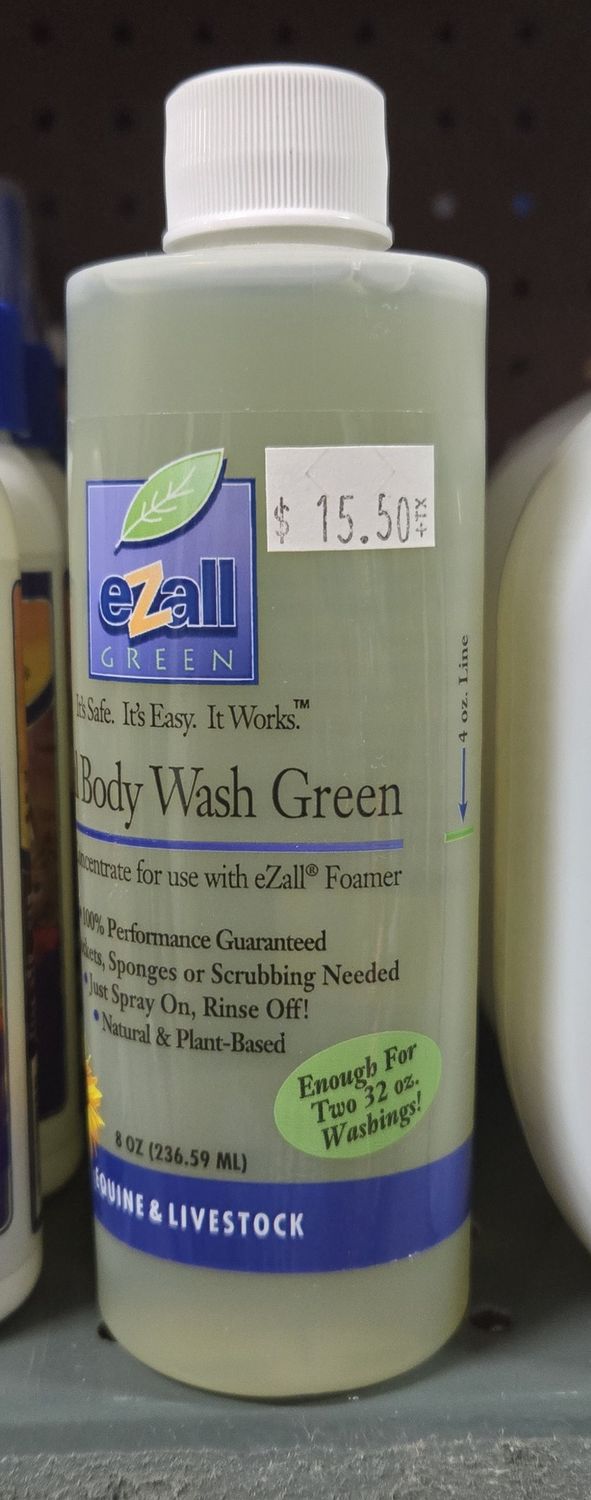 $ 15.50 +TX
eZall
GREEN
It's Safe. It's Easy. It Works.™
Body Wash Green
4 oz. Line
for use with eZall® Foamer
100% Performance Guaranteed
Sponges or Scrubbing Needed
•Just Spray On, Rinse Off!
•Natural & Plant-Based
Enough For
Two 32 oz.
Washings!
8 OZ (236.59 ML)
EQUINE & LIVESTOCK